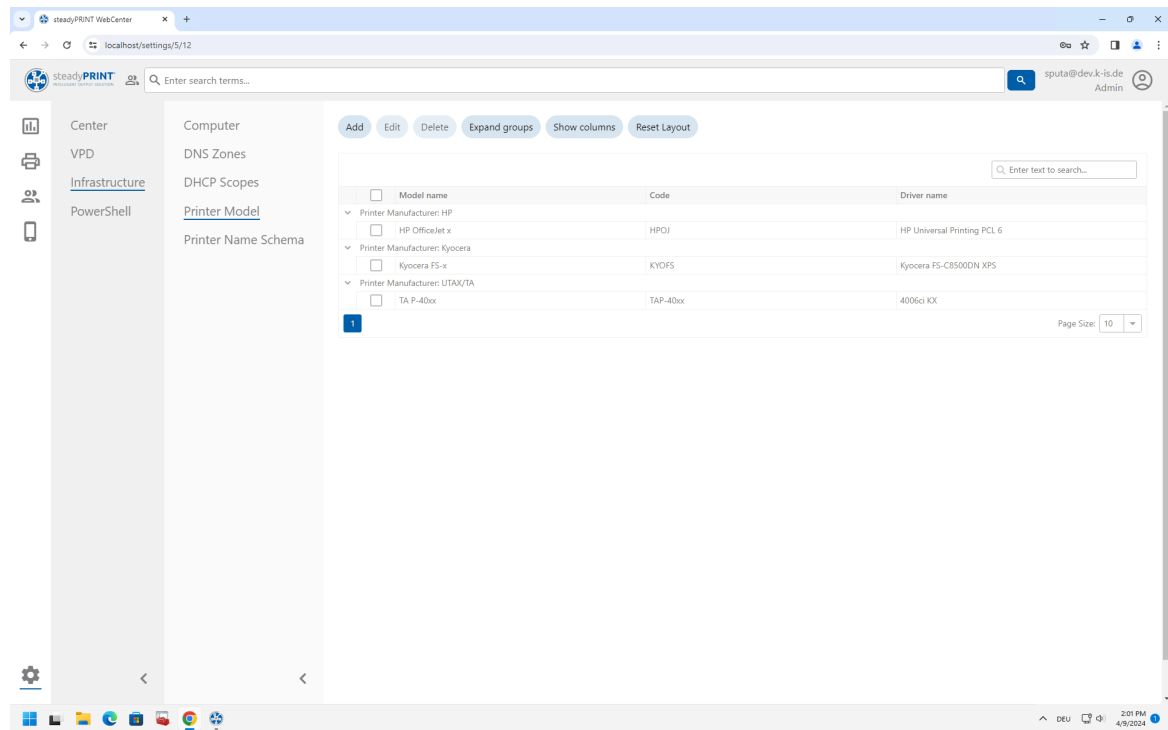 steadyPRINT WebCenter
localhost/settings/5/12
steadyPRINT
Enter search terms...
sputa@dev.k-is.de
Admin
Center
VPD
Infrastructure
PowerShell
Computer
DNS Zones
DHCP Scopes
Printer Model
Printer Name Schema
Add Edit Delete Expand groups Show columns Reset Layout
Enter text to search...
Model name Code Driver name
Printer Manufacturer: HP
HP OfficeJet x HPOJ HP Universal Printing PCL 6
Printer Manufacturer: Kyocera
Kyocera FS-x KYOFS Kyocera FS-C8500DN XPS
Printer Manufacturer: UTAX/TA
TA P-40xx TAP-40xx 4006ci KX
1 Page Size: 10
DEU 2:01 PM
4/9/2024 1